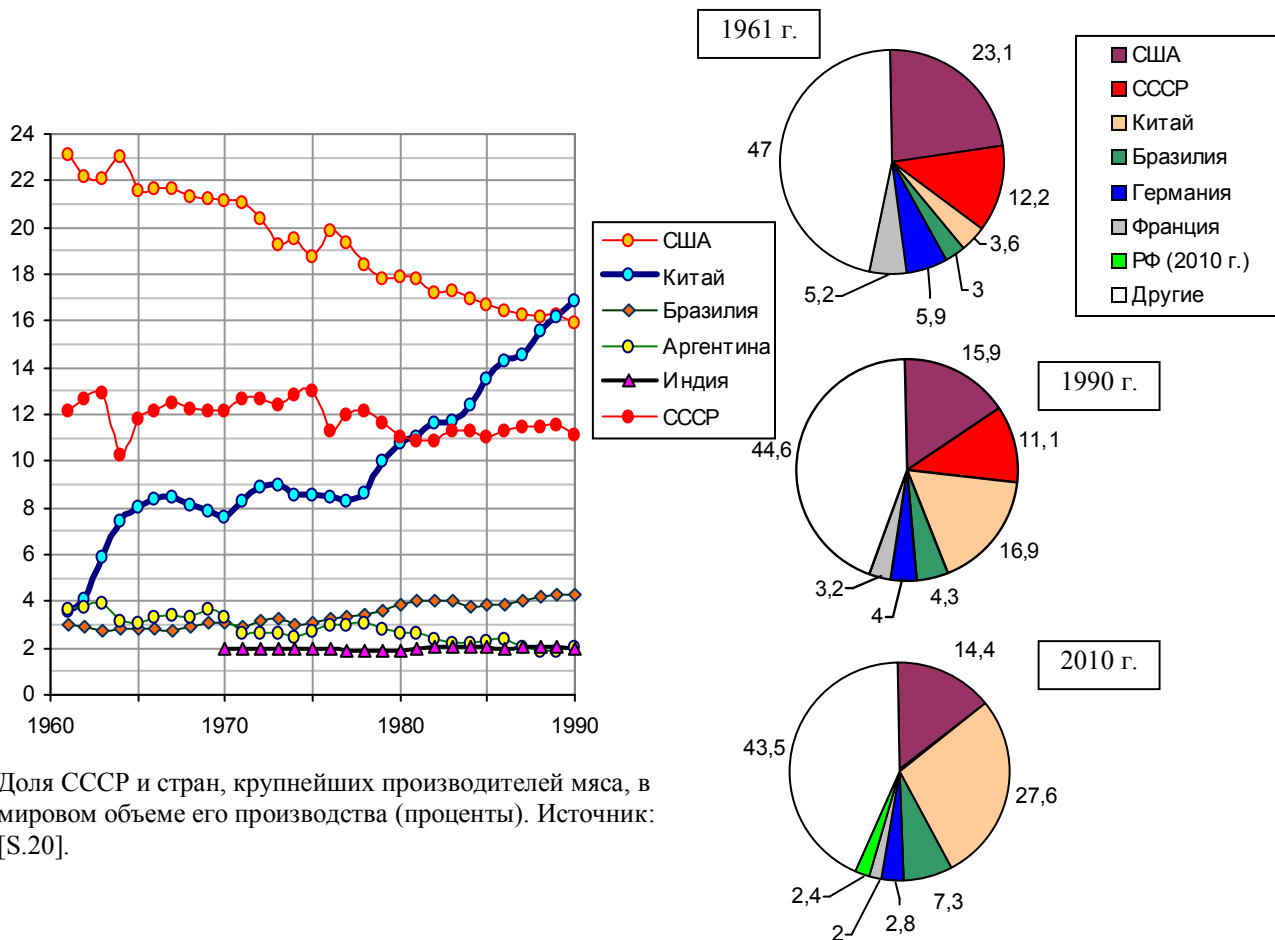 24
22
20
18
16
14
12
10
8
6
4
2
0
1960 1970 1980 1990
США
Китай
Бразилия
Аргентина
Индия
СССР
Доля СССР и стран, крупнейших производителей мяса, в
мировом объеме его производства (проценты). Источник:
[S.20].
1961 г.
23,1
12,2
3,6
3
5,9
5,2
47
США
СССР
Китай
Бразилия
Германия
Франция
РФ (2010 г.)
Другие
1990 г.
15,9
11,1
16,9
4,3
4
3,2
44,6
2010 г.
14,4
27,6
7,3
2,8
2
2,4
43,5